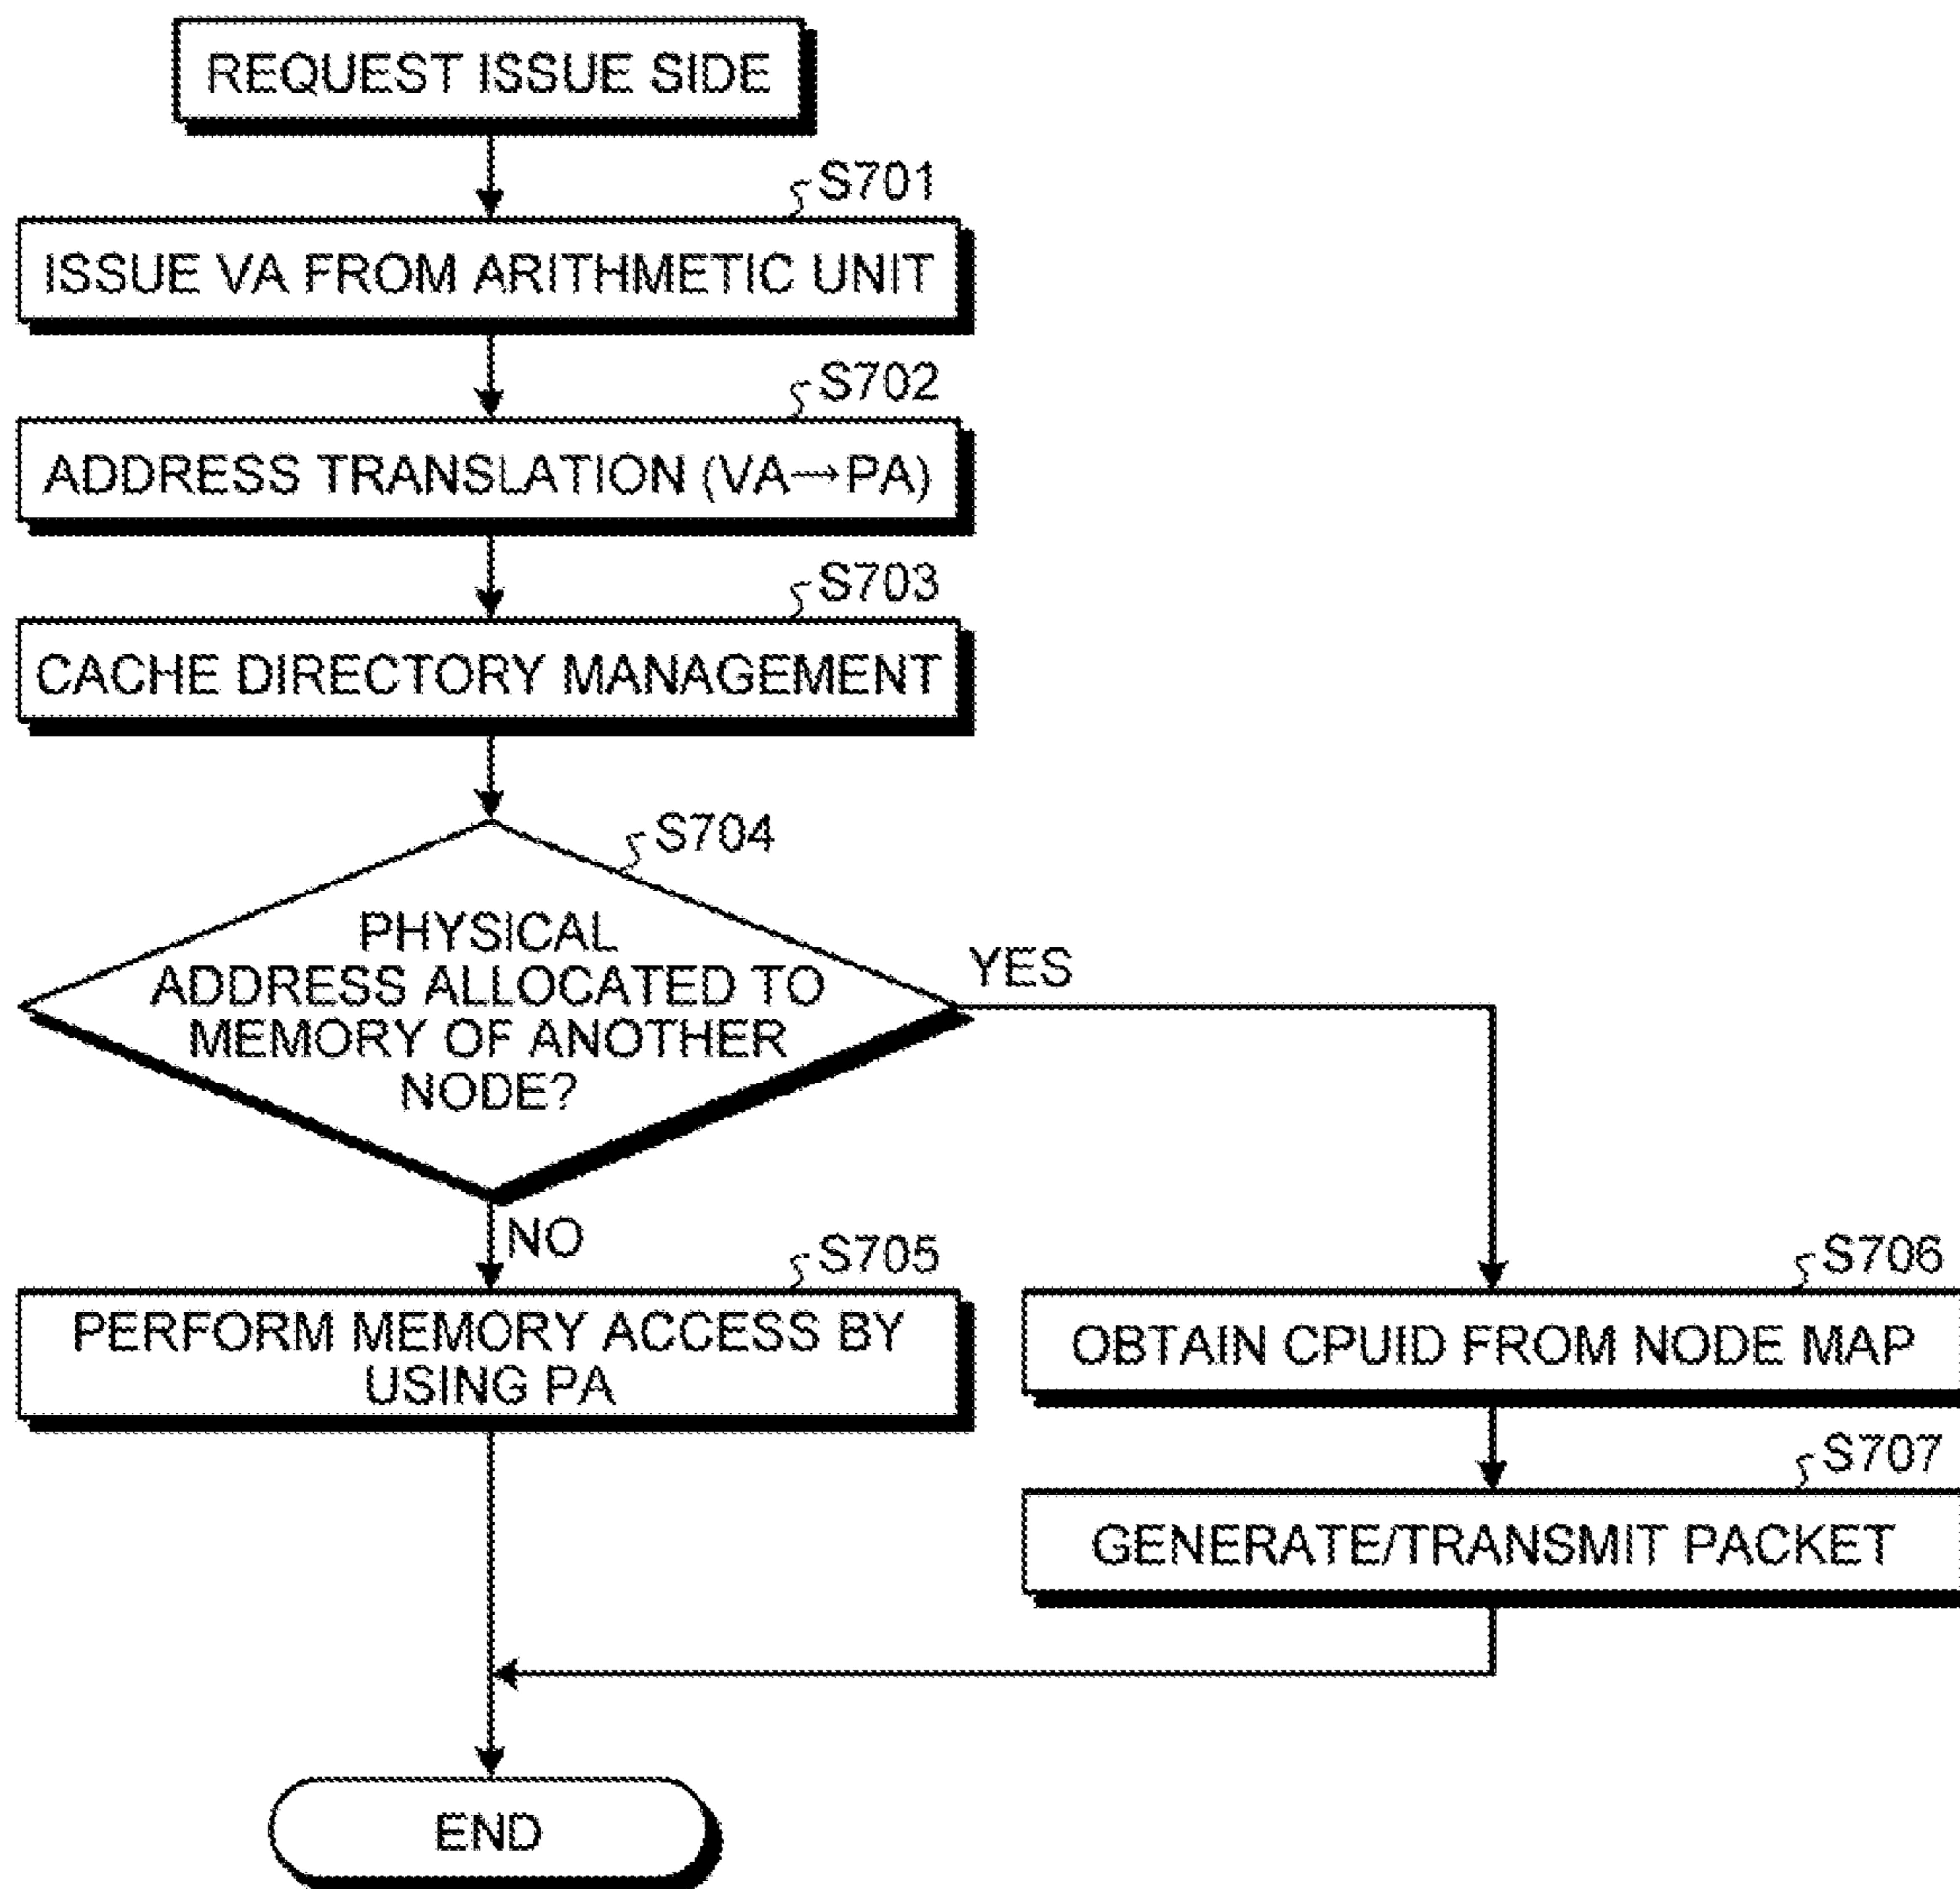 REQUEST ISSUE SIDE
S701
ISSUE VA FROM ARITHMETIC UNIT
S702
ADDRESS TRANSLATION (VA→PA)
S703
CACHE DIRECTORY MANAGEMENT
S704
PHYSICAL
ADDRESS ALLOCATED TO
MEMORY OF ANOTHER
NODE?
YES
NO
S705
PERFORM MEMORY ACCESS BY
USING PA
S706
OBTAIN CPUID FROM NODE MAP
S707
GENERATE/TRANSMIT PACKET
END